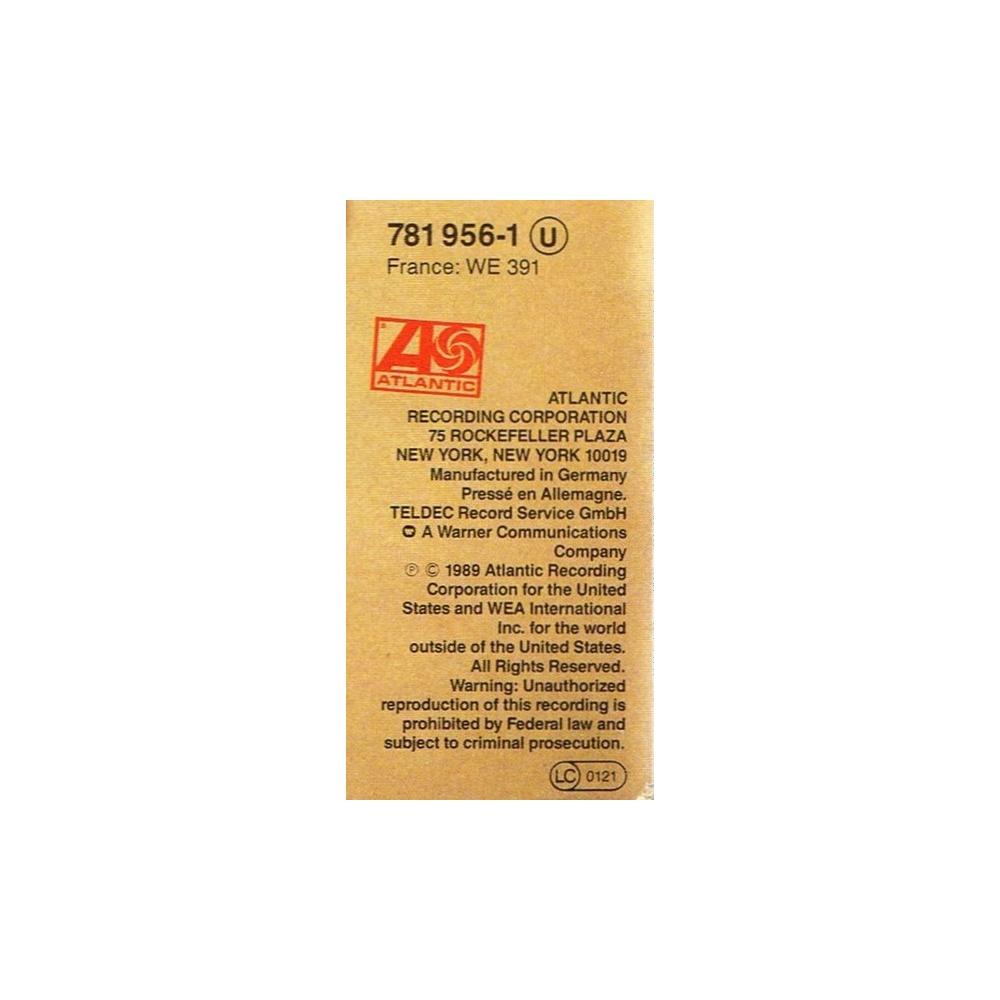 781 956-1 U
France: WE 391
ATLANTIC
ATLANTIC
RECORDING CORPORATION
75 ROCKEFELLER PLAZA
NEW YORK, NEW YORK 10019
Manufactured in Germany
Pressé en Allemagne.
TELDEC Record Service GmbH
A Warner Communications
Company
℗ © 1989 Atlantic Recording
Corporation for the United
States and WEA International
Inc. for the world
outside of the United States.
All Rights Reserved.
Warning: Unauthorized
reproduction of this recording is
prohibited by Federal law and
subject to criminal prosecution.
LC 0121